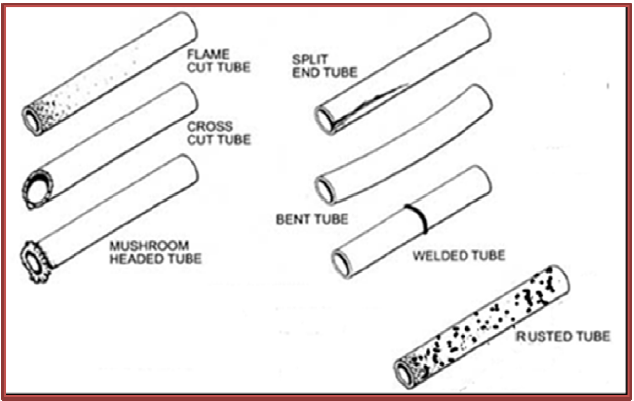 FLAME
CUT TUBE
CROSS
CUT TUBE
MUSHROOM
HEADED TUBE
SPLIT
END TUBE
BENT TUBE
WELDED TUBE
RUSTED TUBE